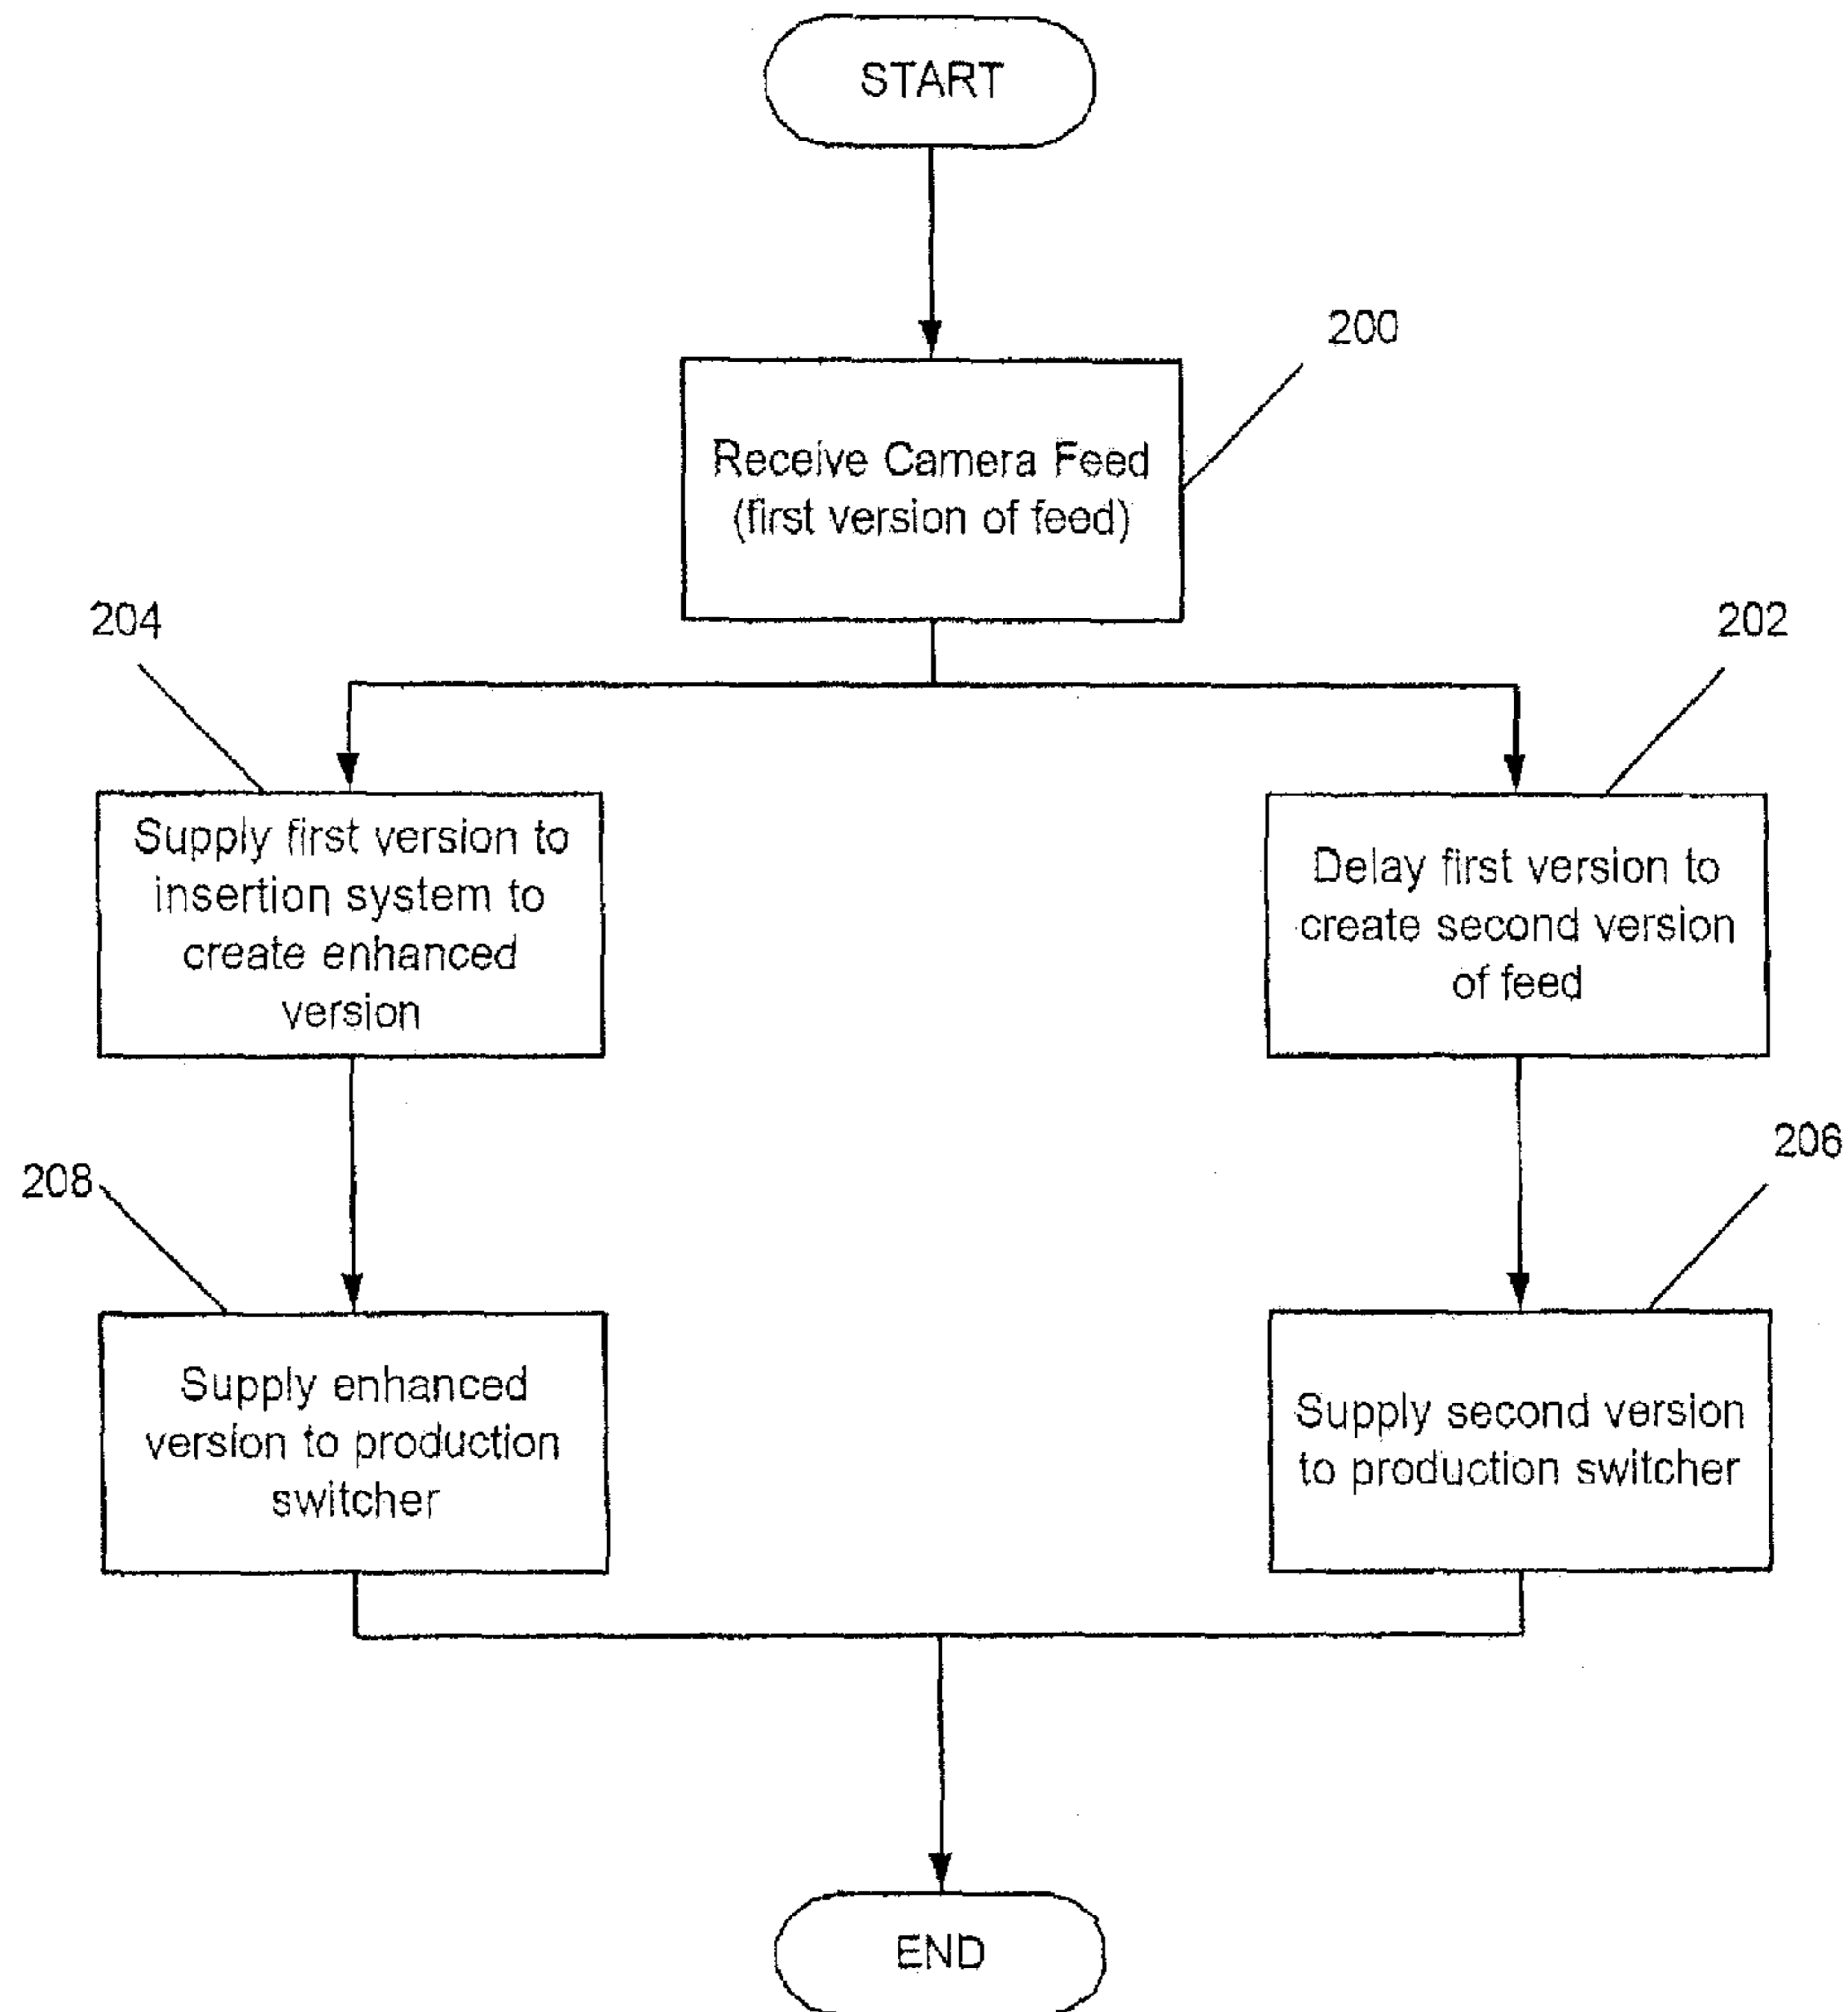 START
200
Receive Camera Feed
(first version of feed)
204
202
Supply first version to
insertion system to
create enhanced
version
Delay first version to
create second version
of feed
208
206
Supply enhanced
version to production
switcher
Supply second version
to production switcher
END